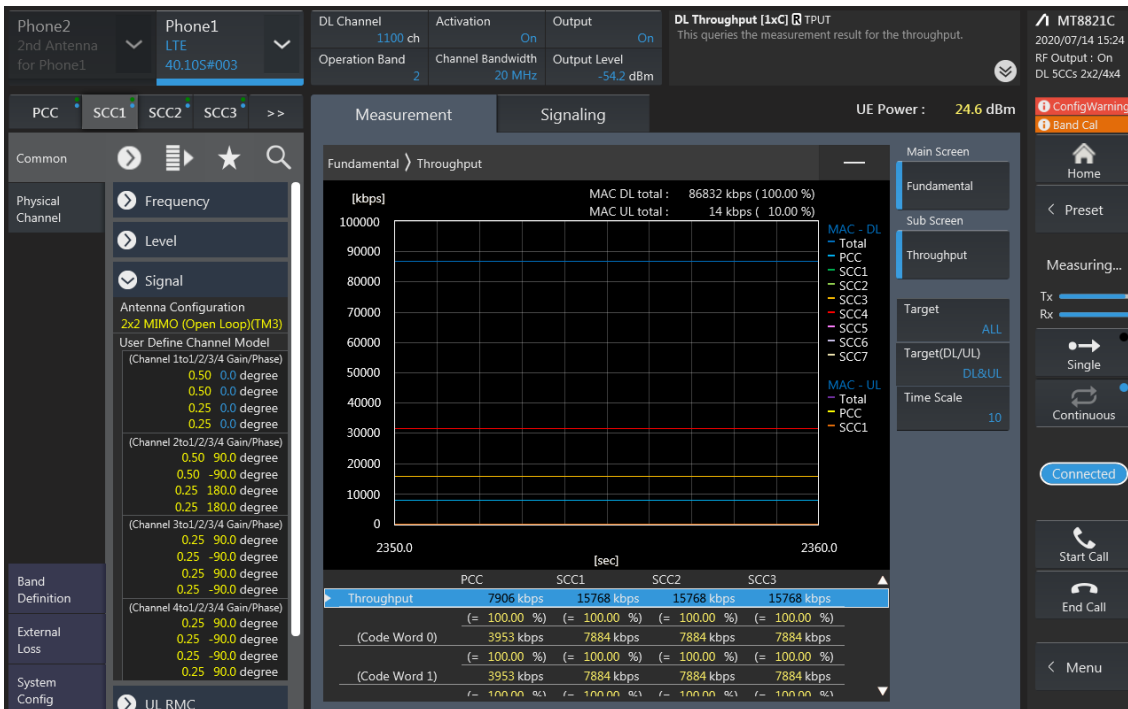 Phone2
2nd Antenna
for Phone1
Phone1
LTE
40.10S#003
DL Channel
1100 ch
Activation
On
Output
On
Operation Band
2
Channel Bandwidth
20 MHz
Output Level
-54.2 dBm
DL Throughput [1xC] R TPUT
This queries the measurement result for the throughput.
MT8821C
2020/07/14 15:24
RF Output : On
DL 5CCs 2x2/4x4
ConfigWarning
Band Cal
PCC SCC1 SCC2 SCC3 >>
Measurement Signaling
UE Power : 24.6 dBm
Common
Physical
Channel
Frequency
Level
Signal
Antenna Configuration
2x2 MIMO (Open Loop)(TM3)
User Define Channel Model
(Channel 1to1/2/3/4 Gain/Phase)
0.50 0.0 degree
0.50 0.0 degree
0.25 0.0 degree
0.25 0.0 degree
(Channel 2to1/2/3/4 Gain/Phase)
0.50 90.0 degree
0.50 -90.0 degree
0.25 180.0 degree
0.25 180.0 degree
(Channel 3to1/2/3/4 Gain/Phase)
0.25 90.0 degree
0.25 -90.0 degree
0.25 90.0 degree
0.25 -90.0 degree
(Channel 4to1/2/3/4 Gain/Phase)
0.25 90.0 degree
0.25 -90.0 degree
0.25 -90.0 degree
0.25 90.0 degree
UL RMC
Band
Definition
External
Loss
System
Config
Fundamental ⟩ Throughput
[kbps]
MAC DL total : 86832 kbps (100.00 %)
MAC UL total : 14 kbps ( 10.00 %)
100000
90000
80000
70000
60000
50000
40000
30000
20000
10000
0
2350.0
[sec]
2360.0
MAC - DL
Total
PCC
SCC1
SCC2
SCC3
SCC4
SCC5
SCC6
SCC7
MAC - UL
Total
PCC
SCC1
PCC SCC1 SCC2 SCC3
Throughput 7906 kbps 15768 kbps 15768 kbps 15768 kbps
(= 100.00 %) (= 100.00 %) (= 100.00 %) (= 100.00 %)
(Code Word 0) 3953 kbps 7884 kbps 7884 kbps 7884 kbps
(= 100.00 %) (= 100.00 %) (= 100.00 %) (= 100.00 %)
(Code Word 1) 3953 kbps 7884 kbps 7884 kbps 7884 kbps
(= 100.00 %) (= 100.00 %) (= 100.00 %) (= 100.00 %)
Main Screen
Fundamental
Sub Screen
Throughput
Target
ALL
Target(DL/UL)
DL&UL
Time Scale
10
Home
< Preset
Measuring...
Tx
Rx
Single
Continuous
Connected
Start Call
End Call
< Menu